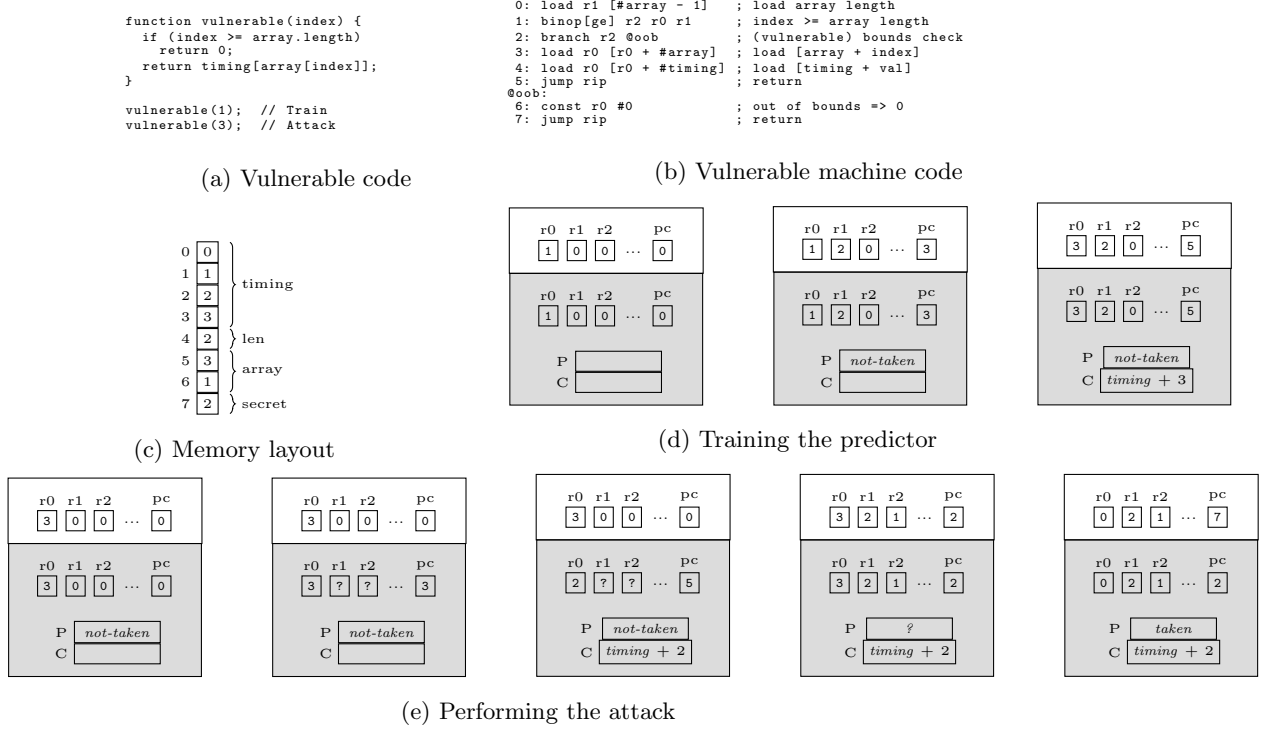 function vulnerable(index) {
if (index >= array.length)
return 0;
return timing[array[index]];
}
vulnerable(1);  // Train
vulnerable(3);  // Attack
(a) Vulnerable code
0: load r1 [#array - 1]   ; load array length
1: binop[ge] r2 r0 r1     ; index >= array length
2: branch r2 @oob         ; (vulnerable) bounds check
3: load r0 [r0 + #array]  ; load [array + index]
4: load r0 [r0 + #timing] ; load [timing + val]
5: jump rip               ; return
@oob:
6: const r0 #0            ; out of bounds => 0
7: jump rip               ; return
(b) Vulnerable machine code
0 0
1 1
2 2
3 3
timing
4 2
len
5 3
6 1
array
7 2
secret
(c) Memory layout
r0 r1 r2 pc
1 0 0 ... 0
r0 r1 r2 pc
1 0 0 ... 0
P
C
r0 r1 r2 pc
1 2 0 ... 3
r0 r1 r2 pc
1 2 0 ... 3
P not-taken
C
r0 r1 r2 pc
3 2 0 ... 5
r0 r1 r2 pc
3 2 0 ... 5
P not-taken
C timing + 3
(d) Training the predictor
r0 r1 r2 pc
3 0 0 ... 0
r0 r1 r2 pc
3 0 0 ... 0
P not-taken
C
r0 r1 r2 pc
3 0 0 ... 0
r0 r1 r2 pc
3 ? ? ... 3
P not-taken
C
r0 r1 r2 pc
3 0 0 ... 0
r0 r1 r2 pc
2 ? ? ... 5
P not-taken
C timing + 2
r0 r1 r2 pc
3 2 1 ... 2
r0 r1 r2 pc
3 2 1 ... 2
P ?
C timing + 2
r0 r1 r2 pc
0 2 1 ... 7
r0 r1 r2 pc
0 2 1 ... 2
P taken
C timing + 2
(e) Performing the attack